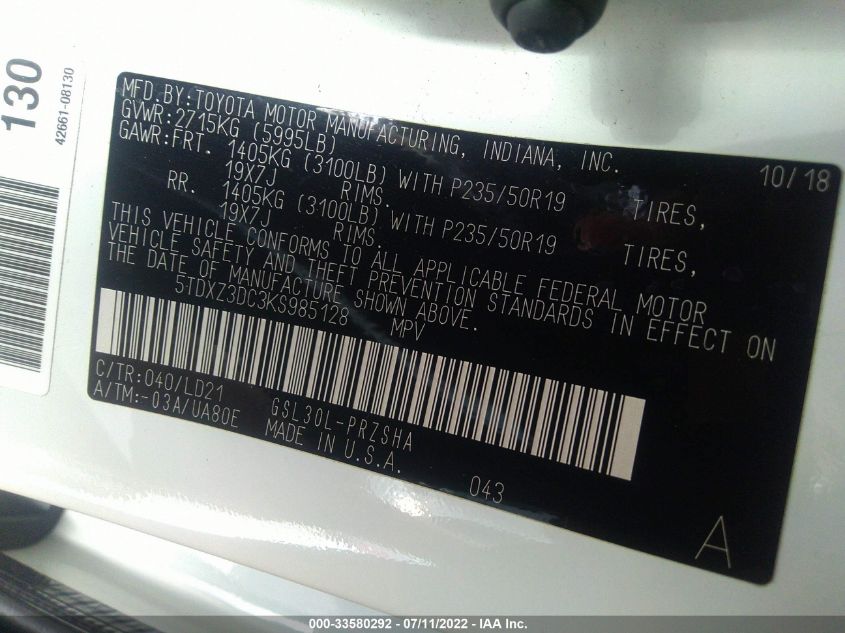 130
42661-08130
MFD.BY:TOYOTA MOTOR MANUFACTURING, INDIANA, INC. 10/18
GVWR:2715KG (5995LB)
GAWR:FRT. 1405KG (3100LB) WITH P235/50R19 TIRES,
19X7J RIMS.
RR. 1405KG (3100LB) WITH P235/50R19 TIRES,
19X7J RIMS.
THIS VEHICLE CONFORMS TO ALL APPLICABLE FEDERAL MOTOR
VEHICLE SAFETY AND THEFT PREVENTION STANDARDS IN EFFECT ON
THE DATE OF MANUFACTURE SHOWN ABOVE.
5TDXZ3DC3KS985128 MPV
C/TR:040/LD21 GSL30L-PRZSHA
A/TM:-03A/UA80E MADE IN U.S.A.
043
A
000-33580292 - 07/11/2022 - IAA Inc.